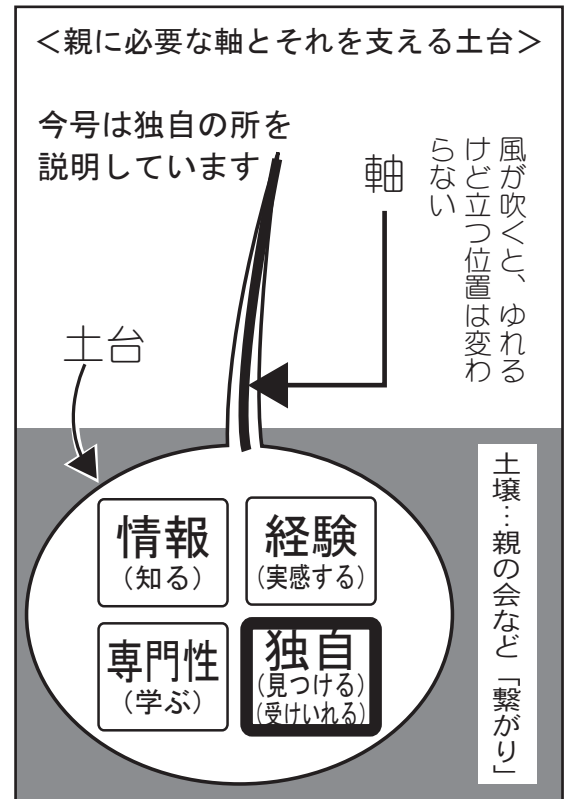 ＜親に必要な軸とそれを支える土台＞
今号は独自の所を
説明しています
軸
風が吹くと、ゆれる
けど立つ位置は変わ
らない
土台
情報
（知る）
経験
（実感する）
専門性
（学ぶ）
独自
（見つける）
（受けいれる）
土壌…親の会など「繋がり」